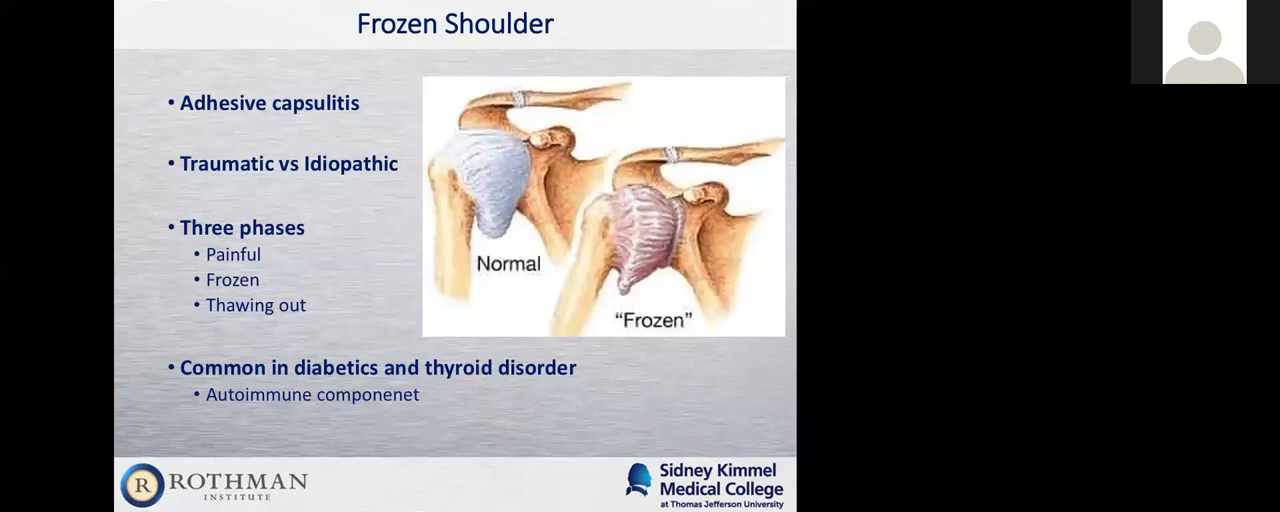 Frozen Shoulder
• Adhesive capsulitis
• Traumatic vs Idiopathic
• Three phases
• Painful
• Frozen
• Thawing out
• Common in diabetics and thyroid disorder
• Autoimmune componenet
Normal
“Frozen”
R ROTHMAN
INSTITUTE
Sidney Kimmel
Medical College
at Thomas Jefferson University